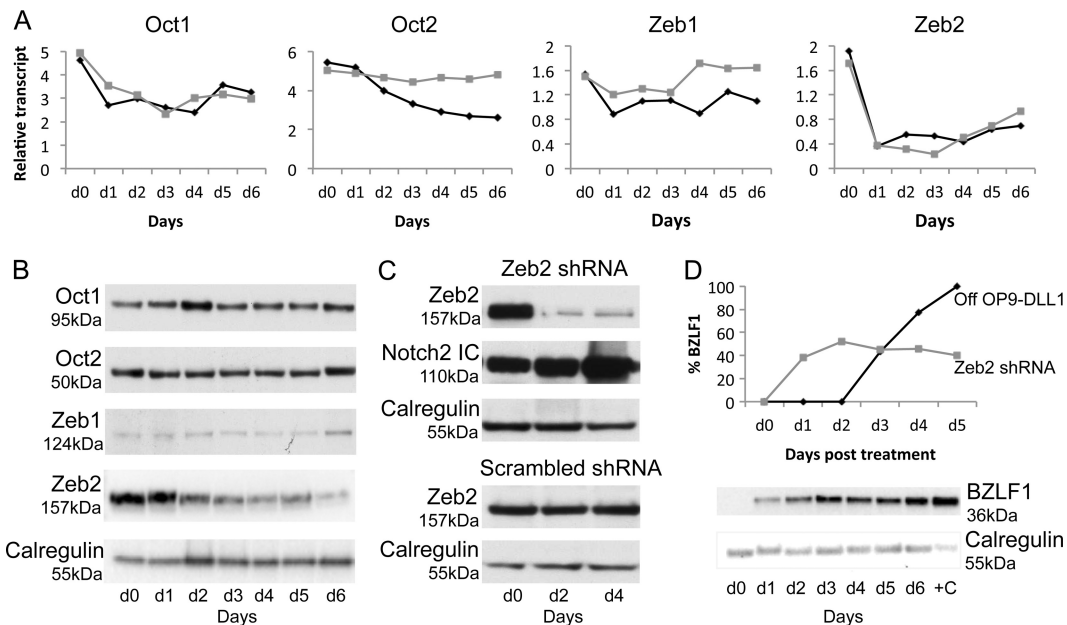 A
Oct1
Oct2
Zeb1
Zeb2
Relative transcript
5
4
3
2
1
0
d0 d1 d2 d3 d4 d5 d6
Days
6
4
2
0
d0 d1 d2 d3 d4 d5 d6
Days
2
1.6
1.2
0.8
0.4
0
d0 d1 d2 d3 d4 d5 d6
Days
2
1.6
1.2
0.8
0.4
0
d0 d1 d2 d3 d4 d5 d6
Days
B
Oct1
95kDa
Oct2
50kDa
Zeb1
124kDa
Zeb2
157kDa
Calregulin
55kDa
d0 d1 d2 d3 d4 d5 d6
Days
C
Zeb2 shRNA
Zeb2
157kDa
Notch2 IC
110kDa
Calregulin
55kDa
Scrambled shRNA
Zeb2
157kDa
Calregulin
55kDa
d0 d2 d4
Days
D
% BZLF1
100
80
60
40
20
0
Off OP9-DLL1
Zeb2 shRNA
d0 d1 d2 d3 d4 d5
Days post treatment
BZLF1
36kDa
Calregulin
55kDa
d0 d1 d2 d3 d4 d5 d6 +C
Days